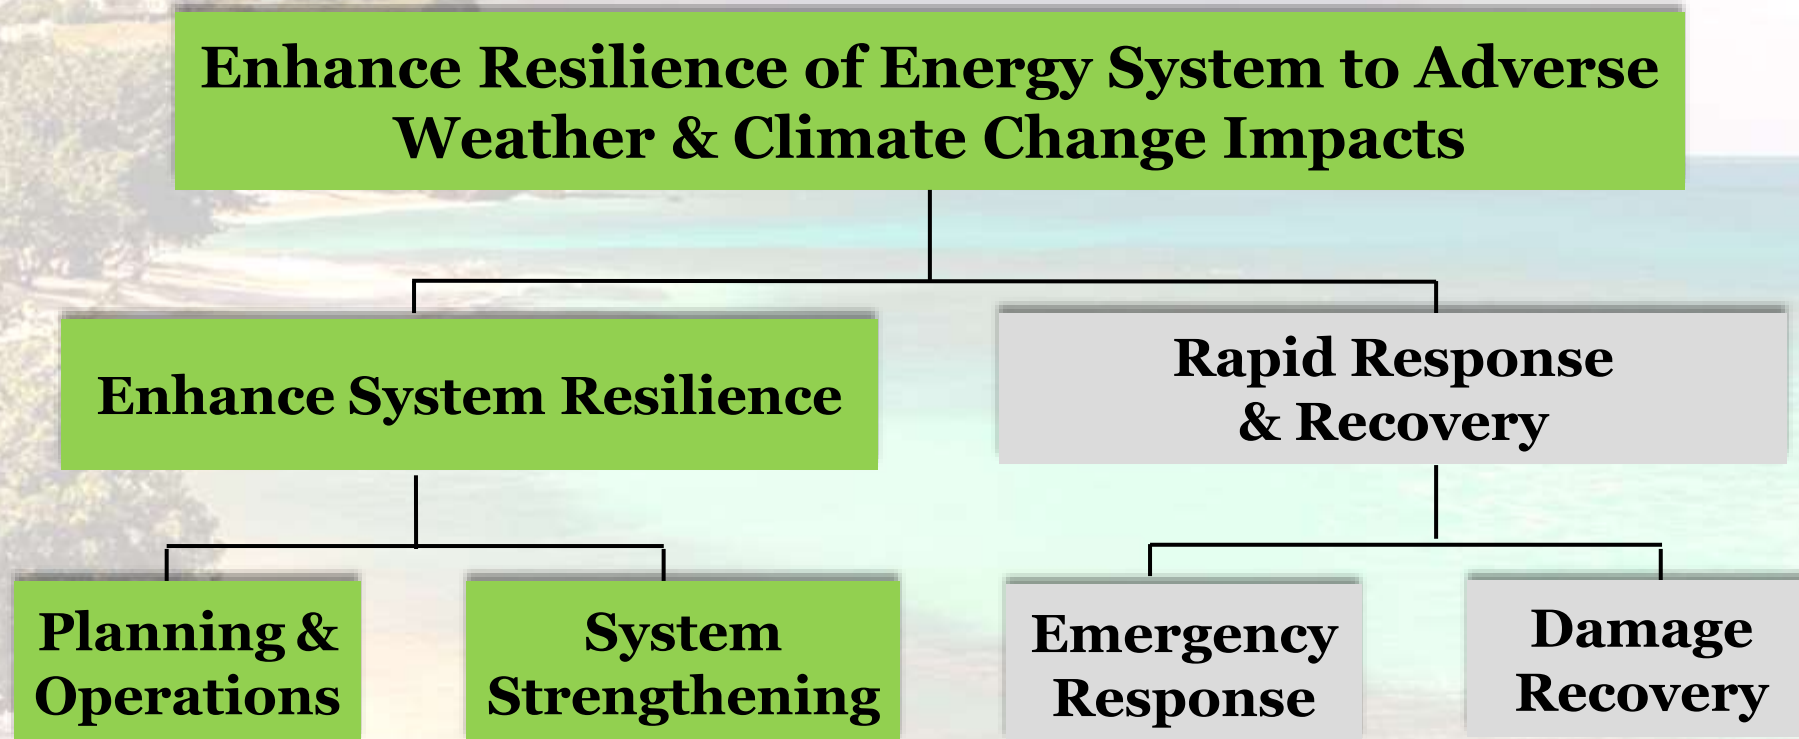 Enhance Resilience of Energy System to Adverse
Weather & Climate Change Impacts
Enhance System Resilience
Rapid Response
& Recovery
Planning &
Operations
System
Strengthening
Emergency
Response
Damage
Recovery